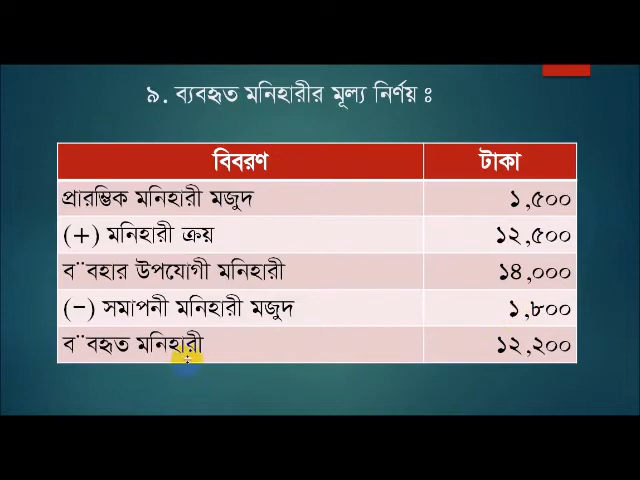 ৯. ব্যবহৃত মনিহারীর মূল্য নির্ণয় ঃ
বিবরণ টাকা
প্রারম্ভিক মনিহারী মজুদ ১,৫০০
(+) মনিহারী ক্রয় ১২,৫০০
ব¨বহার উপযোগী মনিহারী ১৪,০০০
(−) সমাপনী মনিহারী মজুদ ১,৮০০
ব¨বহৃত মনিহারী ১২,২০০